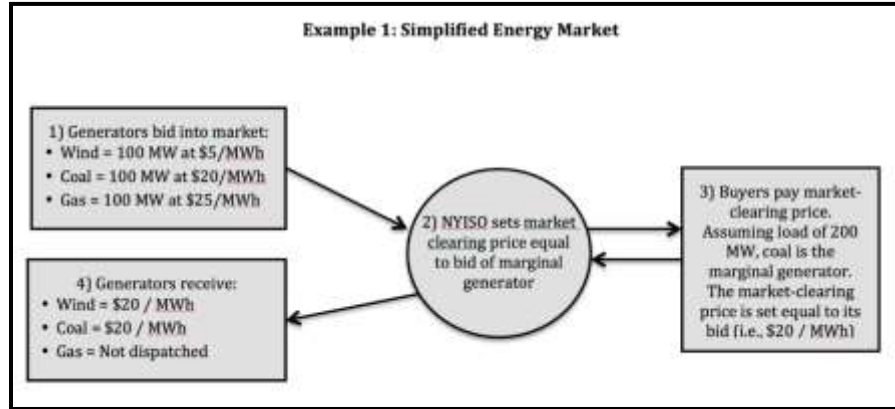 Example 1: Simplified Energy Market
1) Generators bid into market:
• Wind = 100 MW at $5/MWh
• Coal = 100 MW at $20/MWh
• Gas = 100 MW at $25/MWh
2) NYISO sets market
clearing price equal
to bid of marginal
generator
3) Buyers pay market-
clearing price.
Assuming load of 200
MW, coal is the
marginal generator.
The market-clearing
price is set equal to its
bid (i.e., $20 / MWh)
4) Generators receive:
• Wind = $20 / MWh
• Coal = $20 / MWh
• Gas = Not dispatched